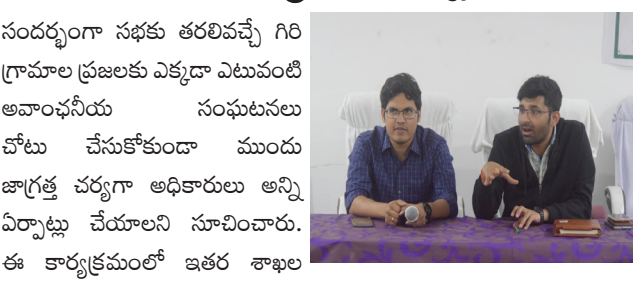 సందర్భంగా సభకు తరలివచ్చే గిరి
గ్రామాల ప్రజలకు ఎక్కడా ఎటువంటి
అవాంఛనీయ సంఘటనలు
చోటు చేసుకోకుండా ముందు
జాగ్రత్త చర్యగా అధికారులు అన్ని
ఏర్పాట్లు చేయాలని సూచించారు.
ఈ కార్యక్రమంలో ఇతర శాఖల